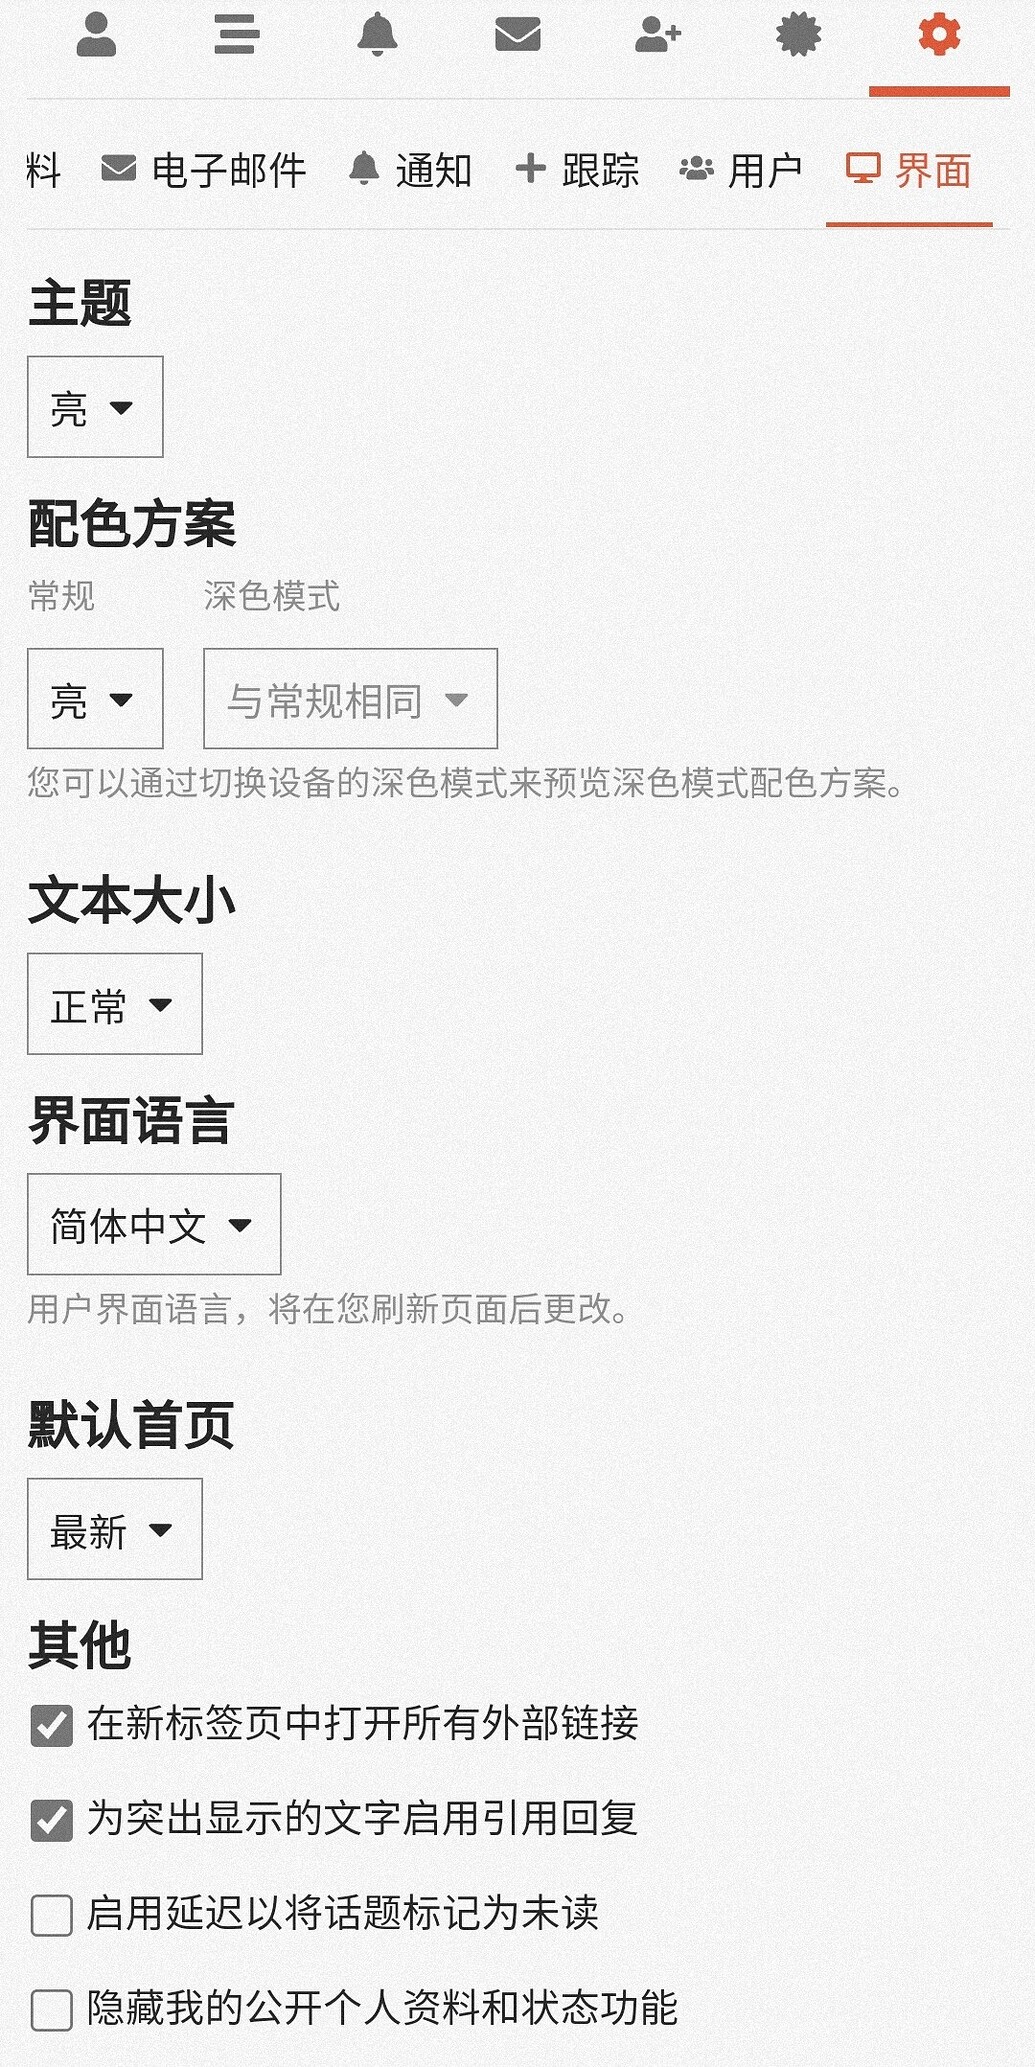 料 电子邮件 通知 跟踪 用户 界面
主题
亮
配色方案
常规 深色模式
亮 与常规相同
您可以通过切换设备的深色模式来预览深色模式配色方案。
文本大小
正常
界面语言
简体中文
用户界面语言，将在您刷新页面后更改。
默认首页
最新
其他
在新标签页中打开所有外部链接
为突出显示的文字启用引用回复
启用延迟以将话题标记为未读
隐藏我的公开个人资料和状态功能